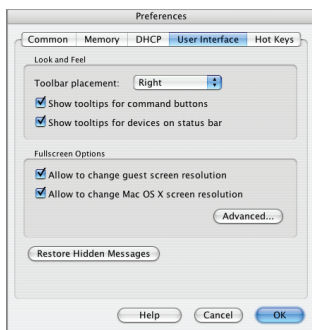 Preferences
Common Memory DHCP User Interface Hot Keys
Look and Feel
Toolbar placement: Right
Show tooltips for command buttons
Show tooltips for devices on status bar
Fullscreen Options
Allow to change guest screen resolution
Allow to change Mac OS X screen resolution
Advanced...
Restore Hidden Messages
Help Cancel OK